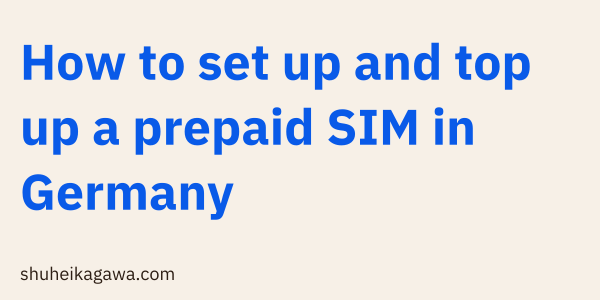 How to set up and top
up a prepaid SIM in
Germany
shuheikagawa.com